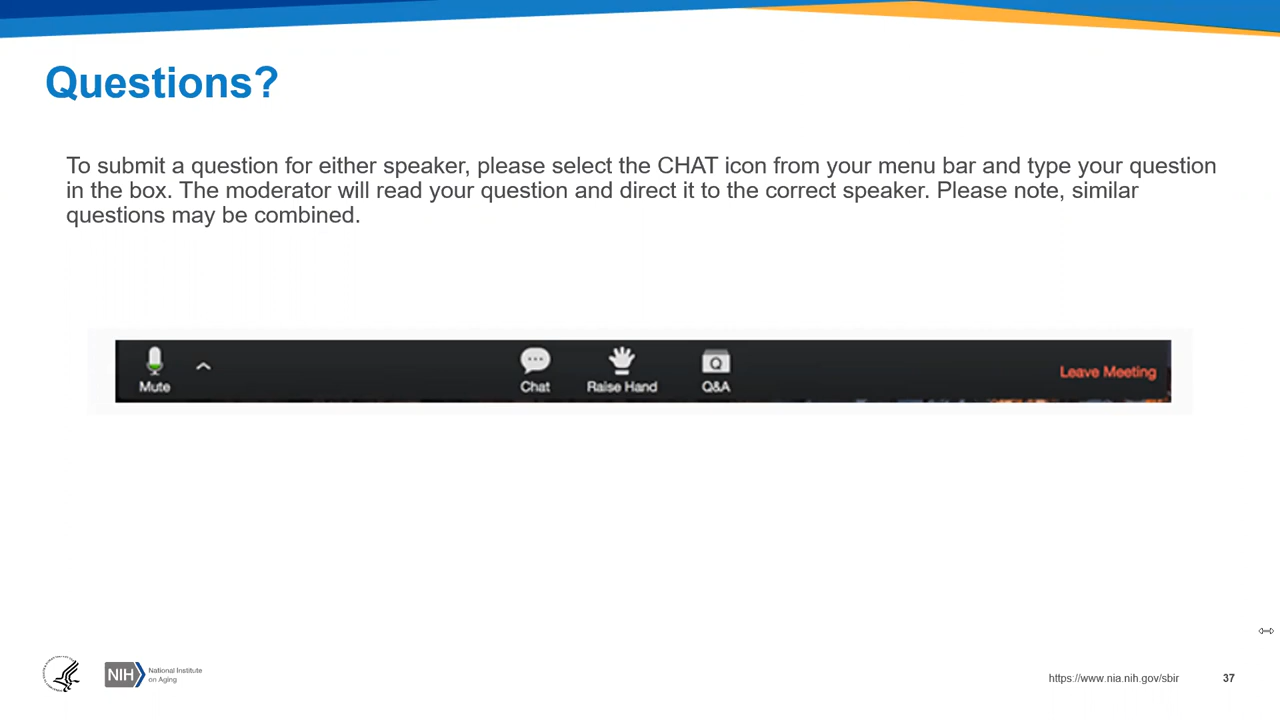 Questions?
To submit a question for either speaker, please select the CHAT icon from your menu bar and type your question
in the box. The moderator will read your question and direct it to the correct speaker. Please note, similar
questions may be combined.
Mute
Chat
Raise Hand
Q
Q&A
Leave Meeting
NIH
National Institute
on Aging
https://www.nia.nih.gov/sbir
37